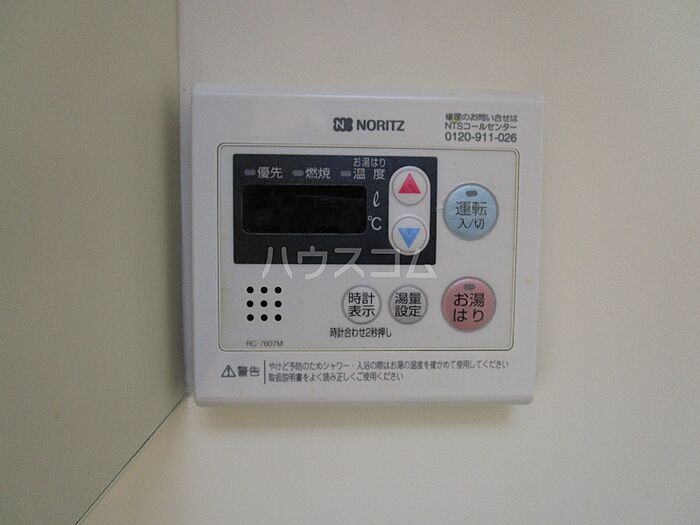 NORITZ
修理のお問い合せは
NTSコールセンター
0120-911-026
お湯はり
優先 燃焼 温度
ℓ
℃
運転
入/切
ハウスコム
時計
表示
湯量
設定
お湯
はり
時計合わせ2秒押し
RC-7607M
警告
やけど予防のためシャワー・入浴の際はお湯の温度を確かめて使用してください
取扱説明書をよく読み正しくご使用ください